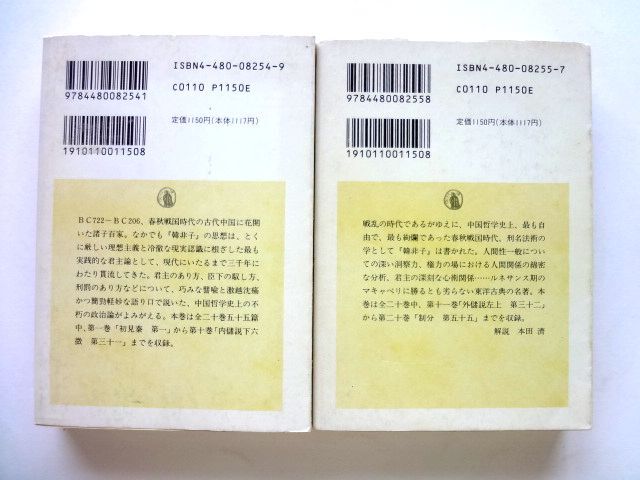 ISBN4-480-08254-9
C0110 P1150E
9784480082541
定価1150円(本体1117円)
1910110011508
BC722－BC206、春秋戦国時代の古代中国に花開
いた諸子百家。なかでも『韓非子』の思想は、とく
に厳しい理想主義と冷徹な現実認識に根ざした最も
実践的な君主論として、現代にいたるまで三千年に
わたり貫流してきた。君主のあり方、臣下の馭し方、
刑罰のあり方などについて、巧みな譬喩と激越沈痛
かつ簡勁軽妙な語り口で説いた、中国哲学史上の不
朽の政治論がよみがえる。本巻は全二十巻五十五篇
中、第一巻「初見秦　第一」から第十巻「内儲説下六
微　第三十一」までを収録。
ISBN4-480-08255-7
C0110 P1150E
9784480082558
定価1150円(本体1117円)
1910110011508
戦乱の時代であるがゆえに、中国哲学史上、最も自
由で、最も絢爛であった春秋戦国時代、刑名法術の
学として『韓非子』は書かれた。人間性一般につい
ての深い洞察力、権力の場における人間関係の綿密
な分析、君主の深刻な心術関係……ルネサンス期の
マキャベリに勝るとも劣らない東洋古典の名著。本
巻は全二十巻中、第十一巻「外儲説左上　第三十二」
から第二十巻「制分　第五十五」までを収録。
解説　本田 済